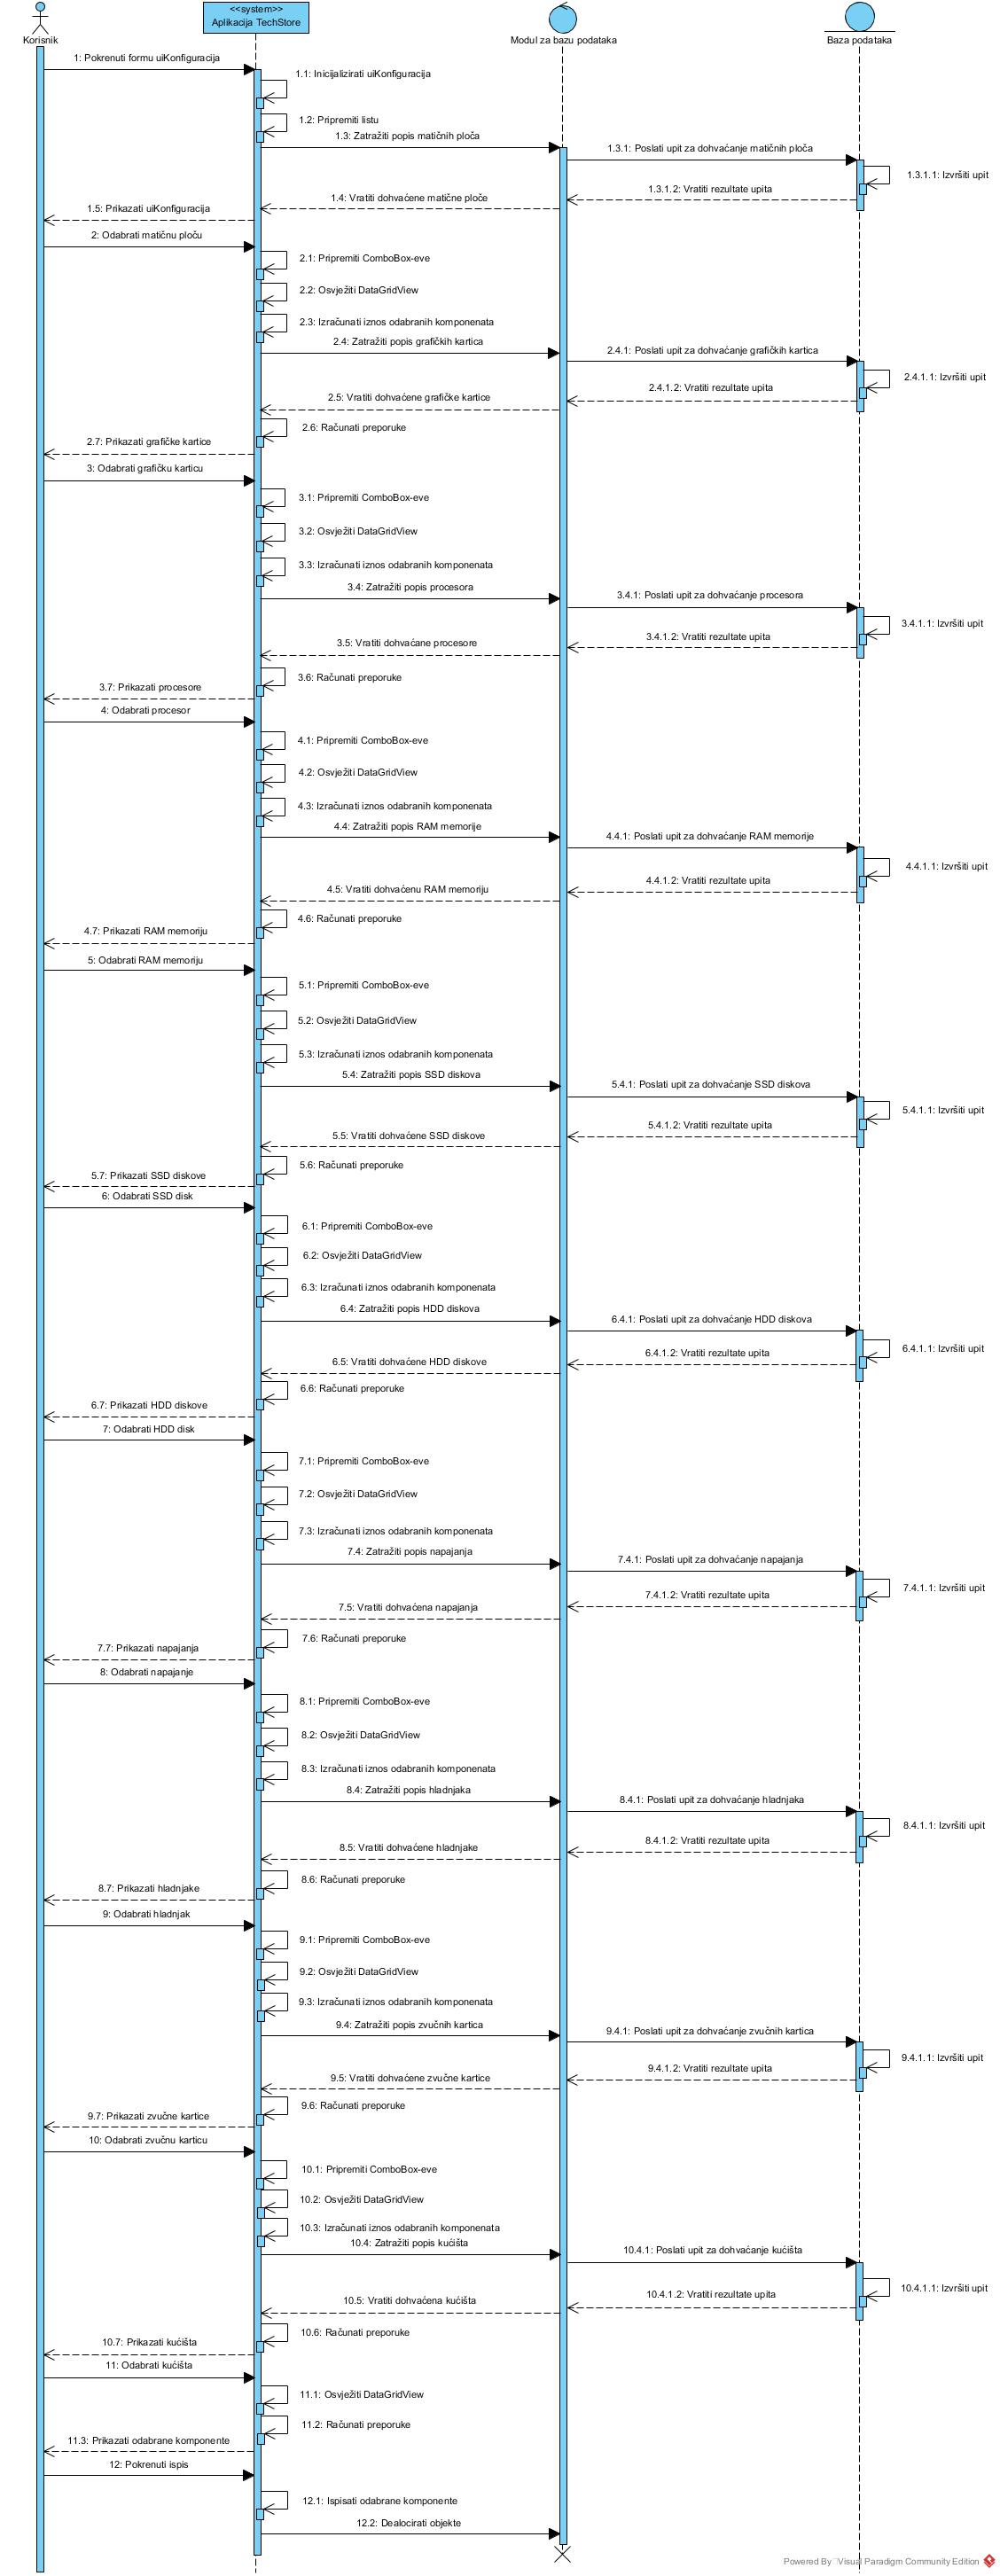 <<system>>
Aplikacija TechStore
Korisnik
Modul za bazu podataka
Baza podataka
1: Pokrenuti formu uiKonfiguracija
1.1: Inicijalizirati uiKonfiguracija
1.2: Pripremiti listu
1.3: Zatražiti popis matičnih ploča
1.3.1: Poslati upit za dohvaćanje matičnih ploča
1.3.1.1: Izvršiti upit
1.3.1.2: Vratiti rezultate upita
1.4: Vratiti dohvaćene matične ploče
1.5: Prikazati uiKonfiguracija
2: Odabrati matičnu ploču
2.1: Pripremiti ComboBox-eve
2.2: Osvježiti DataGridView
2.3: Izračunati iznos odabranih komponenata
2.4: Zatražiti popis grafičkih kartica
2.4.1: Poslati upit za dohvaćanje grafičkih kartica
2.4.1.1: Izvršiti upit
2.4.1.2: Vratiti rezultate upita
2.5: Vratiti dohvaćene grafičke kartice
2.6: Računati preporuke
2.7: Prikazati grafičke kartice
3: Odabrati grafičku karticu
3.1: Pripremiti ComboBox-eve
3.2: Osvježiti DataGridView
3.3: Izračunati iznos odabranih komponenata
3.4: Zatražiti popis procesora
3.4.1: Poslati upit za dohvaćanje procesora
3.4.1.1: Izvršiti upit
3.4.1.2: Vratiti rezultate upita
3.5: Vratiti dohvaćane procesore
3.6: Računati preporuke
3.7: Prikazati procesore
4: Odabrati procesor
4.1: Pripremiti ComboBox-eve
4.2: Osvježiti DataGridView
4.3: Izračunati iznos odabranih komponenata
4.4: Zatražiti popis RAM memorije
4.4.1: Poslati upit za dohvaćanje RAM memorije
4.4.1.1: Izvršiti upit
4.4.1.2: Vratiti rezultate upita
4.5: Vratiti dohvaćenu RAM memoriju
4.6: Računati preporuke
4.7: Prikazati RAM memoriju
5: Odabrati RAM memoriju
5.1: Pripremiti ComboBox-eve
5.2: Osvježiti DataGridView
5.3: Izračunati iznos odabranih komponenata
5.4: Zatražiti popis SSD diskova
5.4.1: Poslati upit za dohvaćanje SSD diskova
5.4.1.1: Izvršiti upit
5.4.1.2: Vratiti rezultate upita
5.5: Vratiti dohvaćene SSD diskove
5.6: Računati preporuke
5.7: Prikazati SSD diskove
6: Odabrati SSD disk
6.1: Pripremiti ComboBox-eve
6.2: Osvježiti DataGridView
6.3: Izračunati iznos odabranih komponenata
6.4: Zatražiti popis HDD diskova
6.4.1: Poslati upit za dohvaćanje HDD diskova
6.4.1.1: Izvršiti upit
6.4.1.2: Vratiti rezultate upita
6.5: Vratiti dohvaćene HDD diskove
6.6: Računati preporuke
6.7: Prikazati HDD diskove
7: Odabrati HDD disk
7.1: Pripremiti ComboBox-eve
7.2: Osvježiti DataGridView
7.3: Izračunati iznos odabranih komponenata
7.4: Zatražiti popis napajanja
7.4.1: Poslati upit za dohvaćanje napajanja
7.4.1.1: Izvršiti upit
7.4.1.2: Vratiti rezultate upita
7.5: Vratiti dohvaćena napajanja
7.6: Računati preporuke
7.7: Prikazati napajanja
8: Odabrati napajanje
8.1: Pripremiti ComboBox-eve
8.2: Osvježiti DataGridView
8.3: Izračunati iznos odabranih komponenata
8.4: Zatražiti popis hladnjaka
8.4.1: Poslati upit za dohvaćanje hladnjaka
8.4.1.1: Izvršiti upit
8.4.1.2: Vratiti rezultate upita
8.5: Vratiti dohvaćene hladnjake
8.6: Računati preporuke
8.7: Prikazati hladnjake
9: Odabrati hladnjak
9.1: Pripremiti ComboBox-eve
9.2: Osvježiti DataGridView
9.3: Izračunati iznos odabranih komponenata
9.4: Zatražiti popis zvučnih kartica
9.4.1: Poslati upit za dohvaćanje zvučnih kartica
9.4.1.1: Izvršiti upit
9.4.1.2: Vratiti rezultate upita
9.5: Vratiti dohvaćene zvučne kartice
9.6: Računati preporuke
9.7: Prikazati zvučne kartice
10: Odabrati zvučnu karticu
10.1: Pripremiti ComboBox-eve
10.2: Osvježiti DataGridView
10.3: Izračunati iznos odabranih komponenata
10.4: Zatražiti popis kućišta
10.4.1: Poslati upit za dohvaćanje kućišta
10.4.1.1: Izvršiti upit
10.4.1.2: Vratiti rezultate upita
10.5: Vratiti dohvaćena kućišta
10.6: Računati preporuke
10.7: Prikazati kućišta
11: Odabrati kućišta
11.1: Osvježiti DataGridView
11.2: Računati preporuke
11.3: Prikazati odabrane komponente
12: Pokrenuti ispis
12.1: Ispisati odabrane komponente
12.2: Dealocirati objekte
Powered By Visual Paradigm Community Edition